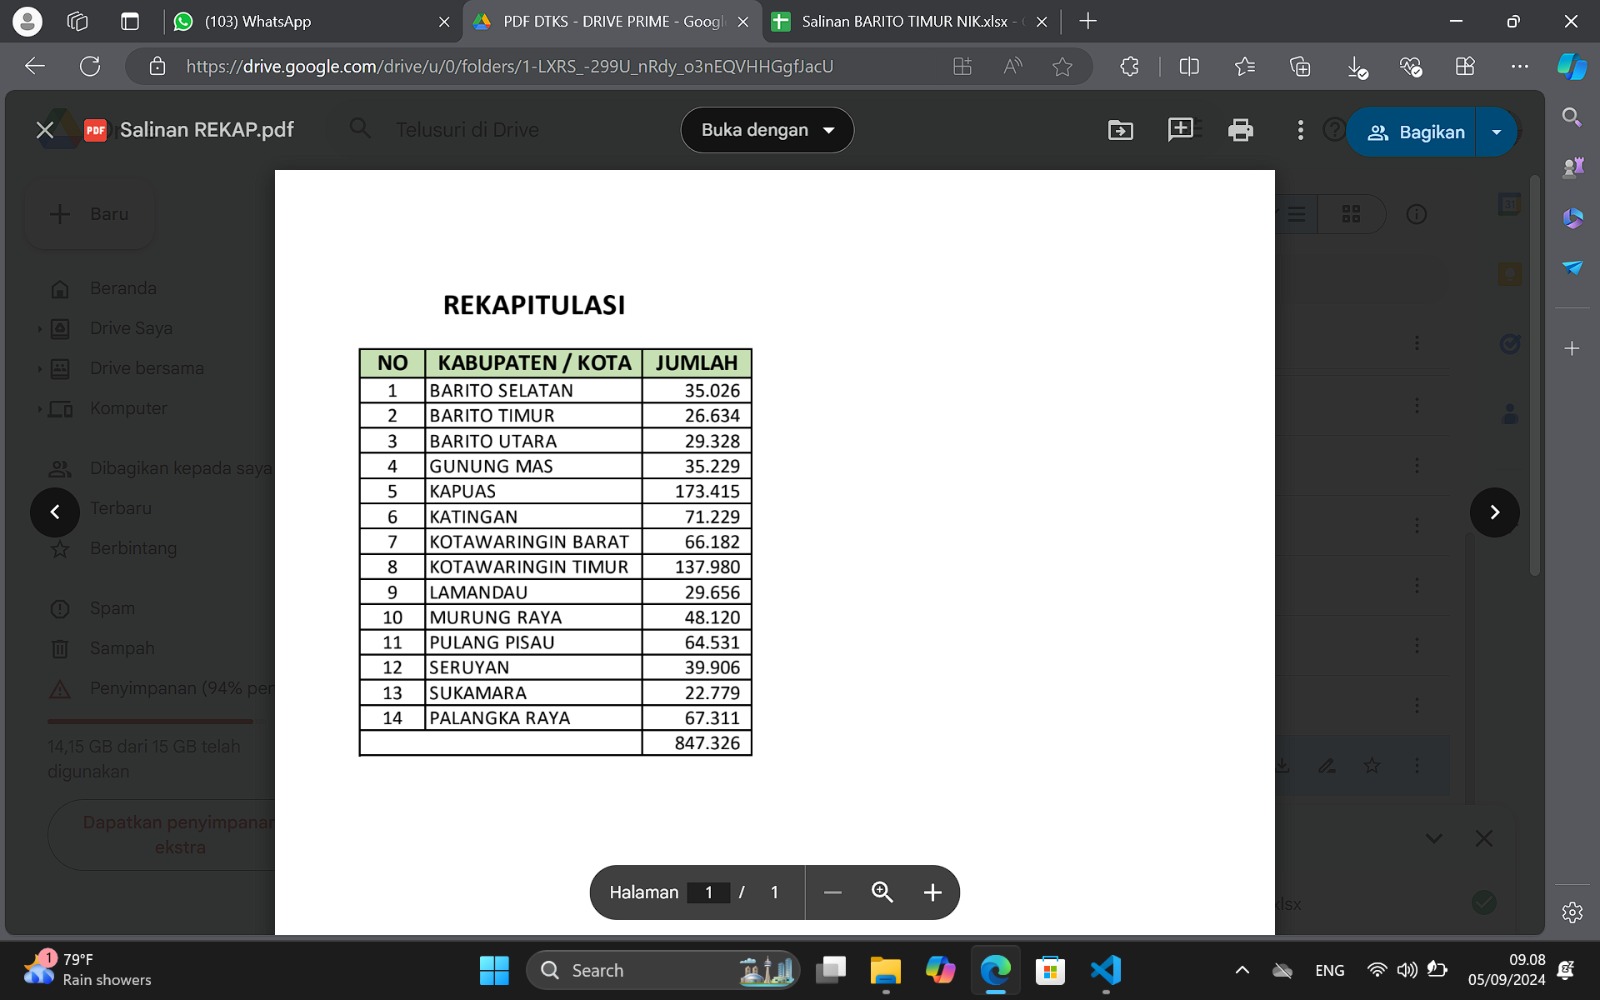 (103) WhatsApp
PDF DTKS - DRIVE PRIME - Googl
Salinan BARITO TIMUR NIK.xlsx -
https://drive.google.com/drive/u/0/folders/1-LXRS_-299U_nRdy_o3nEQVHHGgfJacU
PDF Salinan REKAP.pdf
Telusuri di Drive
Buka dengan
Bagikan
Baru
Beranda
Drive Saya
Drive bersama
Komputer
Dibagikan kepada saya
Terbaru
Berbintang
Spam
Sampah
Penyimpanan (94% per
14,15 GB dari 15 GB telah
digunakan
Dapatkan penyimpanan
ekstra
REKAPITULASI
NO KABUPATEN / KOTA JUMLAH
1 BARITO SELATAN 35.026
2 BARITO TIMUR 26.634
3 BARITO UTARA 29.328
4 GUNUNG MAS 35.229
5 KAPUAS 173.415
6 KATINGAN 71.229
7 KOTAWARINGIN BARAT 66.182
8 KOTAWARINGIN TIMUR 137.980
9 LAMANDAU 29.656
10 MURUNG RAYA 48.120
11 PULANG PISAU 64.531
12 SERUYAN 39.906
13 SUKAMARA 22.779
14 PALANGKA RAYA 67.311
847.326
31
xlsx
Halaman 1 / 1
1
79°F
Rain showers
Search
ENG
09.08
05/09/2024